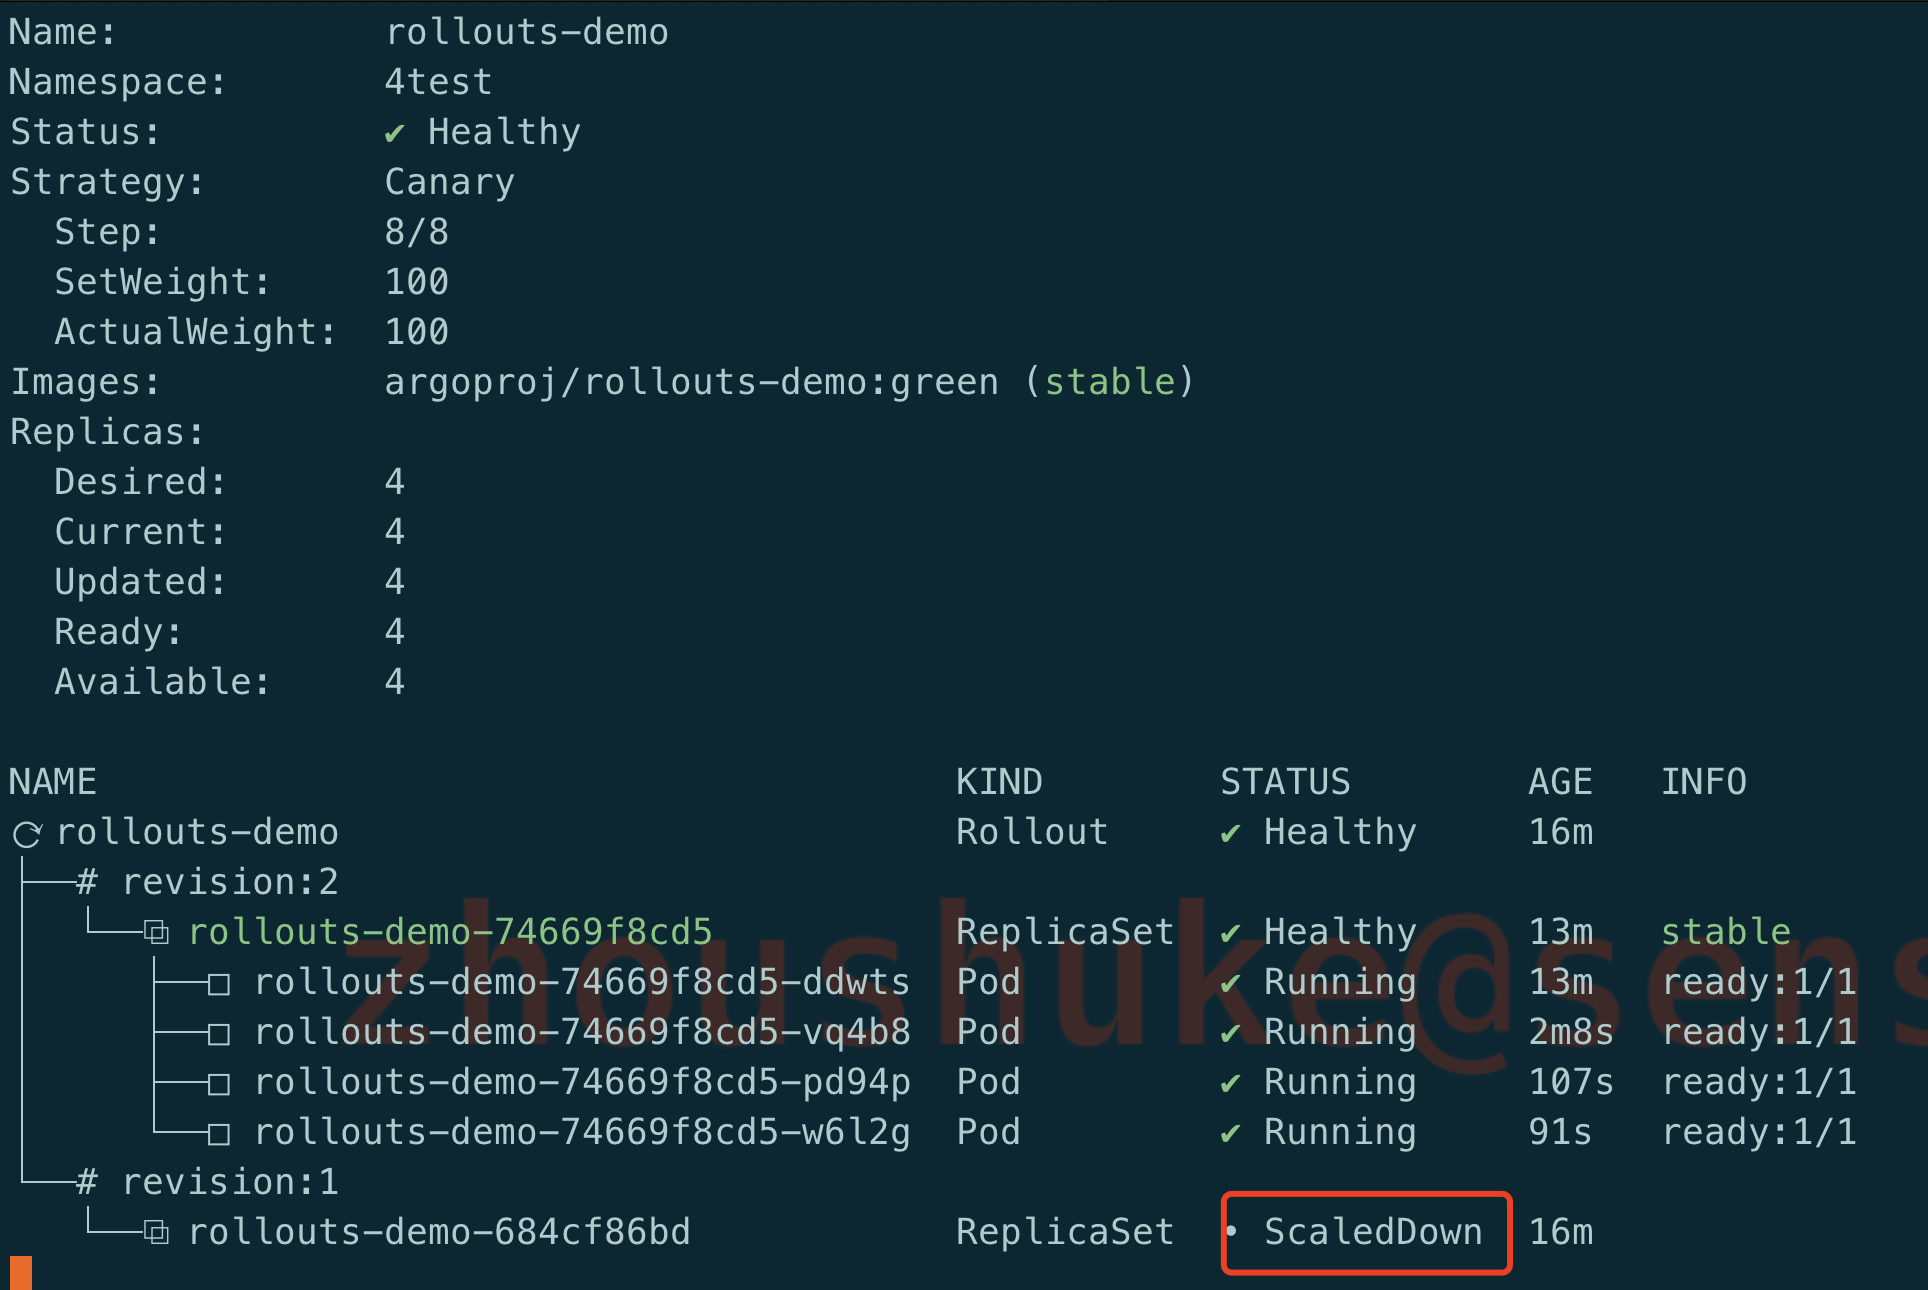 Name: rollouts-demo
Namespace: 4test
Status: ✔ Healthy
Strategy: Canary
Step: 8/8
SetWeight: 100
ActualWeight: 100
Images: argoproj/rollouts-demo:green (stable)
Replicas:
Desired: 4
Current: 4
Updated: 4
Ready: 4
Available: 4
NAME KIND STATUS AGE INFO
⟳ rollouts-demo Rollout ✔ Healthy 16m
├──# revision:2
│ └──⧉ rollouts-demo-74669f8cd5 ReplicaSet ✔ Healthy 13m stable
│ ├──□ rollouts-demo-74669f8cd5-ddwts Pod ✔ Running 13m ready:1/1
│ ├──□ rollouts-demo-74669f8cd5-vq4b8 Pod ✔ Running 2m8s ready:1/1
│ ├──□ rollouts-demo-74669f8cd5-pd94p Pod ✔ Running 107s ready:1/1
│ └──□ rollouts-demo-74669f8cd5-w6l2g Pod ✔ Running 91s ready:1/1
└──# revision:1
└──⧉ rollouts-demo-684cf86bd ReplicaSet • ScaledDown 16m
zhoushuke@sens